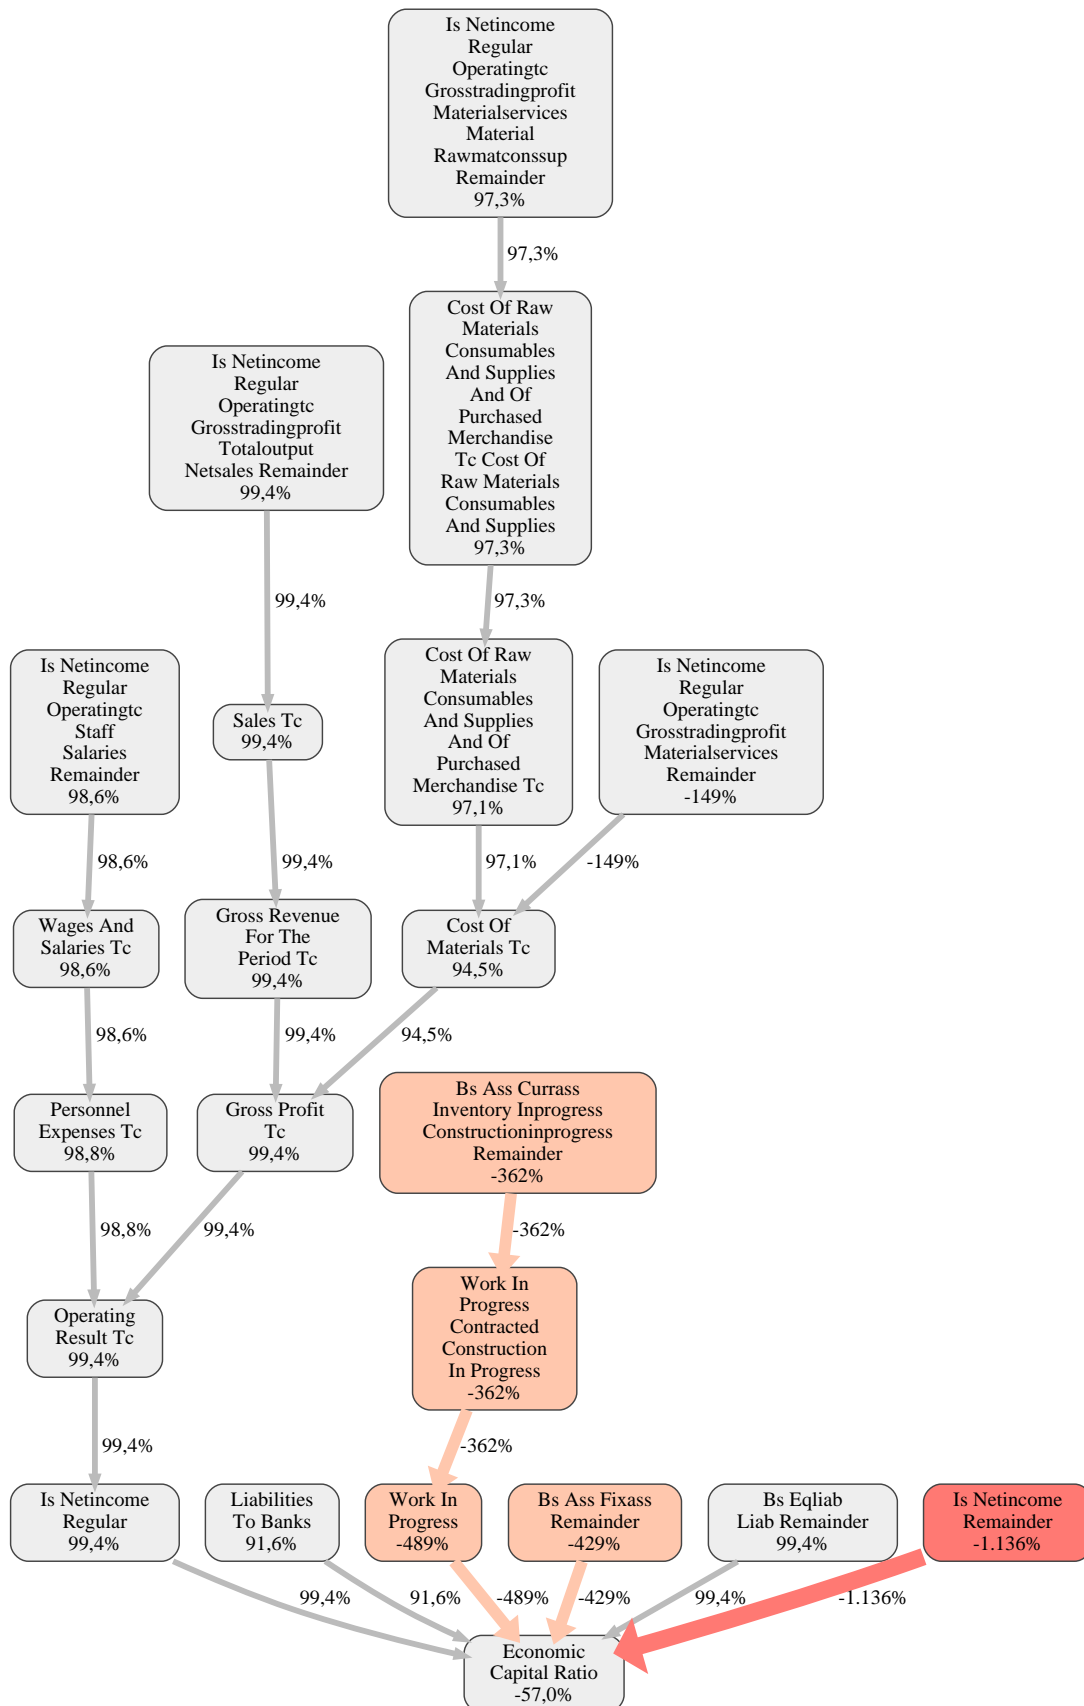 Is Netincome
Regular
Operatingtc
Grosstradingprofit
Materialservices
Material
Rawmatconssup
Remainder
97,3%
97,3%
Cost Of Raw
Materials
Consumables
And Supplies
And Of
Purchased
Merchandise
Tc Cost Of
Raw Materials
Consumables
And Supplies
97,3%
Is Netincome
Regular
Operatingtc
Grosstradingprofit
Totaloutput
Netsales Remainder
99,4%
99,4%
97,3%
Is Netincome
Regular
Operatingtc
Staff
Salaries
Remainder
98,6%
Sales Tc
99,4%
Cost Of Raw
Materials
Consumables
And Supplies
And Of
Purchased
Merchandise Tc
97,1%
Is Netincome
Regular
Operatingtc
Grosstradingprofit
Materialservices
Remainder
-149%
98,6%
99,4%
97,1%
-149%
Wages And
Salaries Tc
98,6%
Gross Revenue
For The
Period Tc
99,4%
Cost Of
Materials Tc
94,5%
98,6%
99,4%
94,5%
Personnel
Expenses Tc
98,8%
Gross Profit
Tc
99,4%
Bs Ass Currass
Inventory Inprogress
Constructioninprogress
Remainder
-362%
98,8%
99,4%
-362%
Operating
Result Tc
99,4%
Work In
Progress
Contracted
Construction
In Progress
-362%
99,4%
-362%
Is Netincome
Regular
99,4%
Liabilities
To Banks
91,6%
Work In
Progress
-489%
Bs Ass Fixass
Remainder
-429%
Bs Eqliab
Liab Remainder
99,4%
Is Netincome
Remainder
-1.136%
99,4%
91,6%
-489%
-429%
99,4%
-1.136%
Economic
Capital Ratio
-57,0%